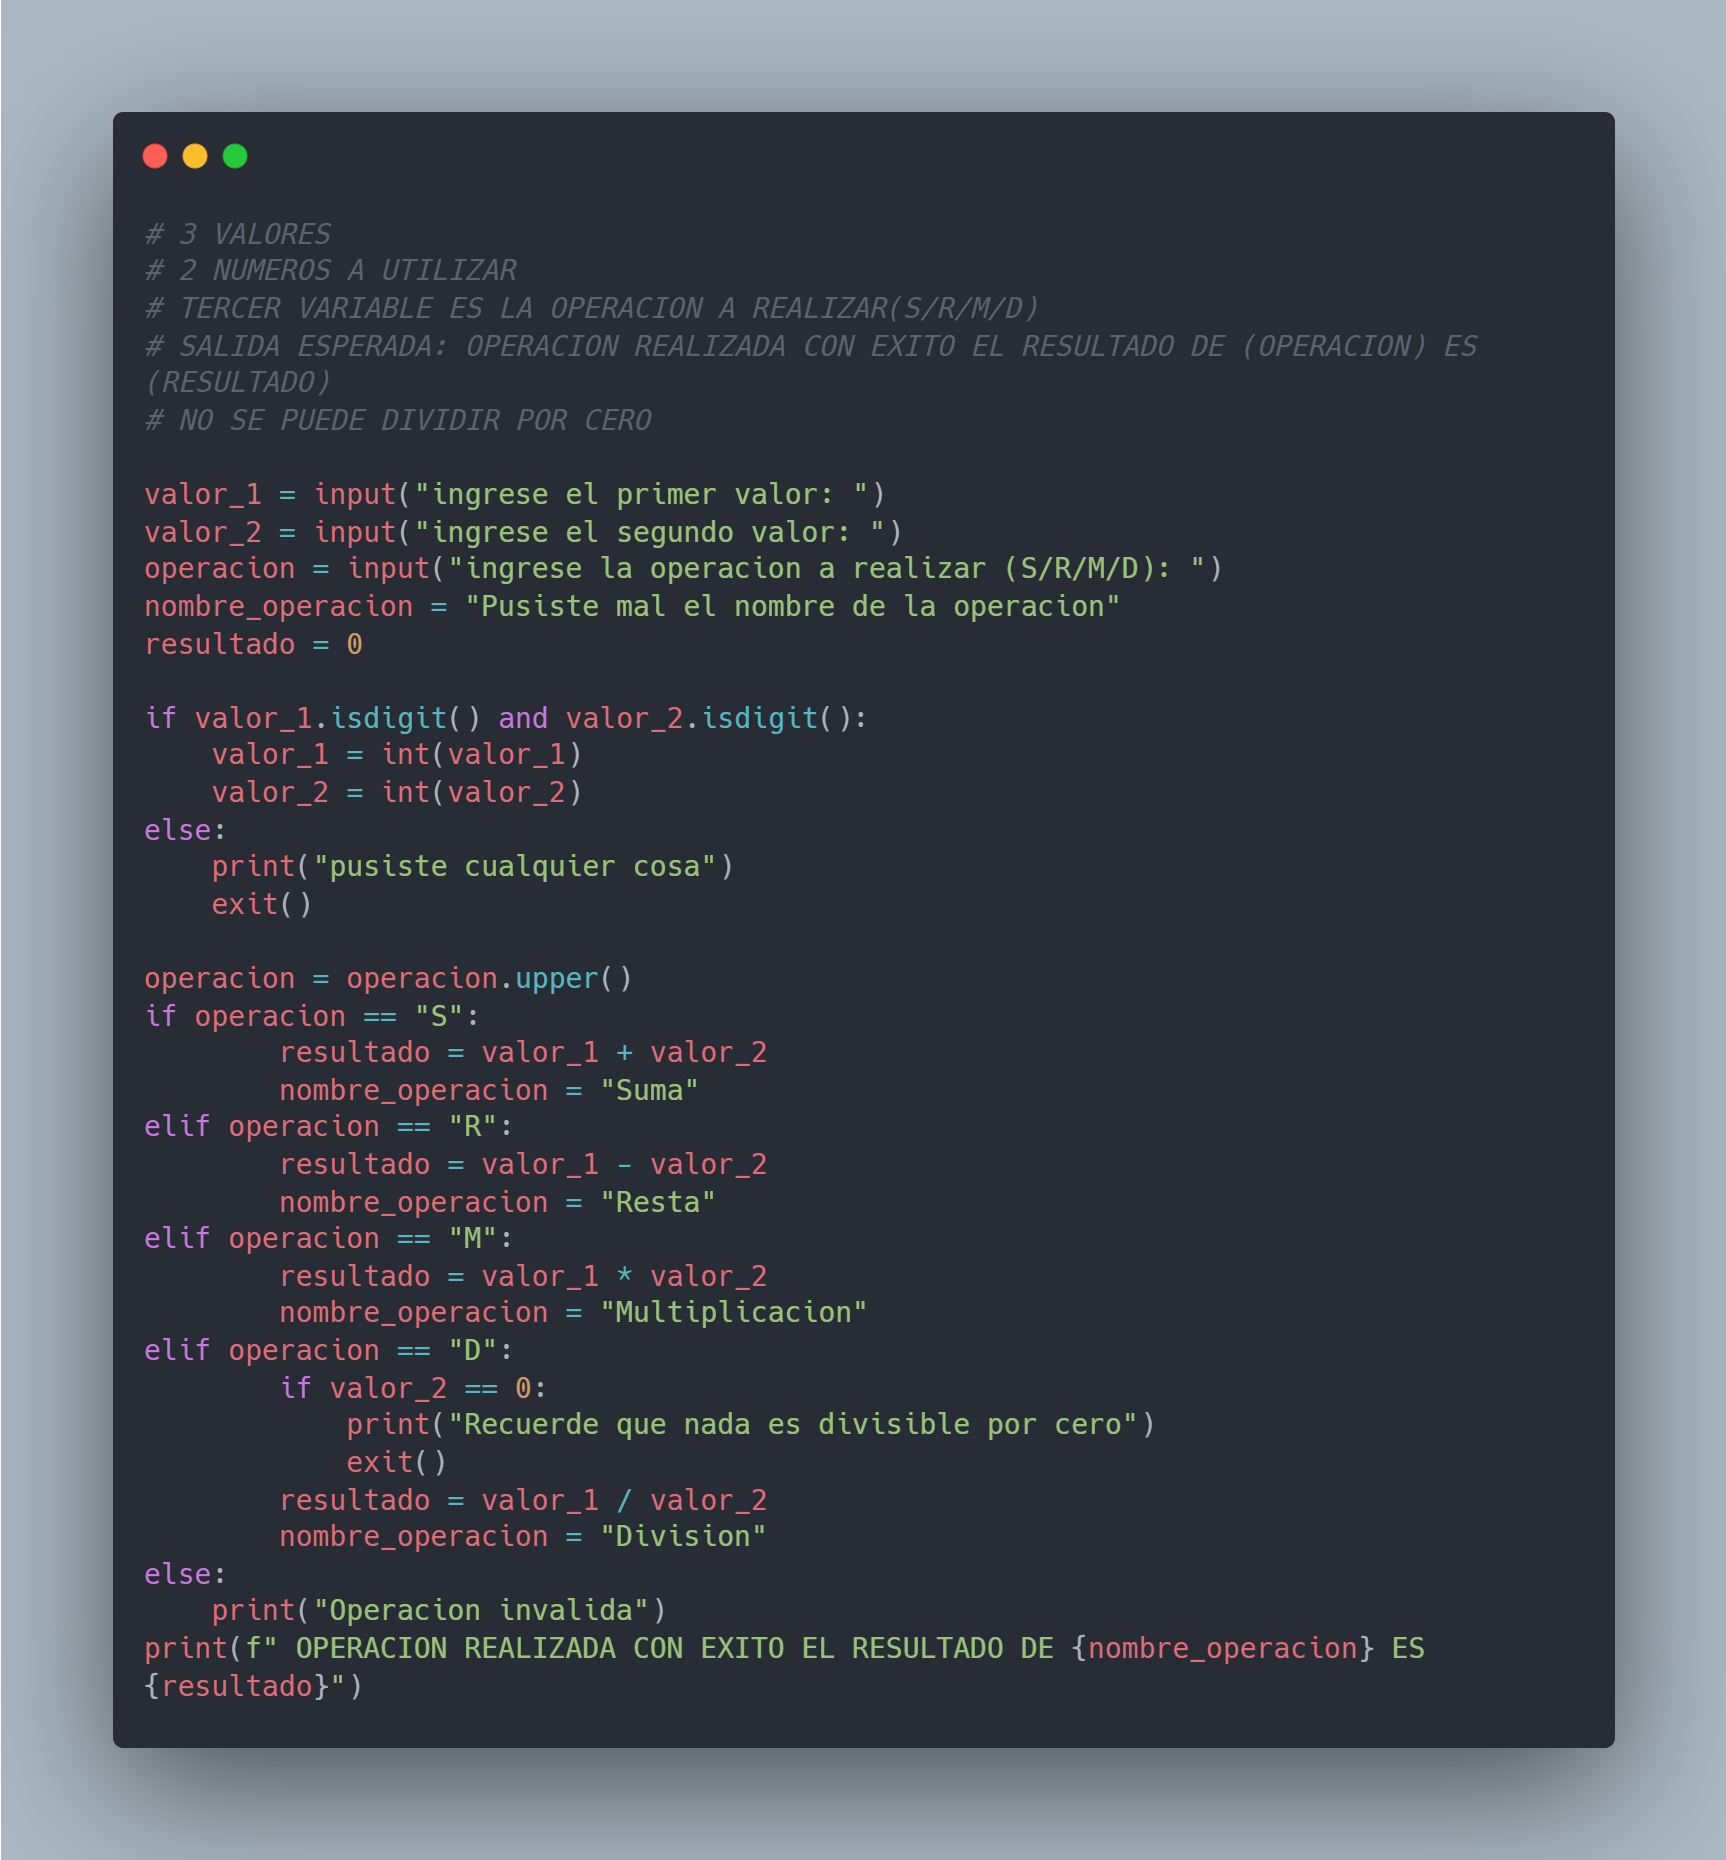 # 3 VALORES
# 2 NUMEROS A UTILIZAR
# TERCER VARIABLE ES LA OPERACION A REALIZAR(S/R/M/D)
# SALIDA ESPERADA: OPERACION REALIZADA CON EXITO EL RESULTADO DE (OPERACION) ES
(RESULTADO)
# NO SE PUEDE DIVIDIR POR CERO

valor_1 = input("ingrese el primer valor: ")
valor_2 = input("ingrese el segundo valor: ")
operacion = input("ingrese la operacion a realizar (S/R/M/D): ")
nombre_operacion = "Pusiste mal el nombre de la operacion"
resultado = 0

if valor_1.isdigit() and valor_2.isdigit():
    valor_1 = int(valor_1)
    valor_2 = int(valor_2)
else:
    print("pusiste cualquier cosa")
    exit()

operacion = operacion.upper()
if operacion == "S":
        resultado = valor_1 + valor_2
        nombre_operacion = "Suma"
elif operacion == "R":
        resultado = valor_1 - valor_2
        nombre_operacion = "Resta"
elif operacion == "M":
        resultado = valor_1 * valor_2
        nombre_operacion = "Multiplicacion"
elif operacion == "D":
        if valor_2 == 0:
            print("Recuerde que nada es divisible por cero")
            exit()
        resultado = valor_1 / valor_2
        nombre_operacion = "Division"
else:
    print("Operacion invalida")
print(f" OPERACION REALIZADA CON EXITO EL RESULTADO DE {nombre_operacion} ES
{resultado}")